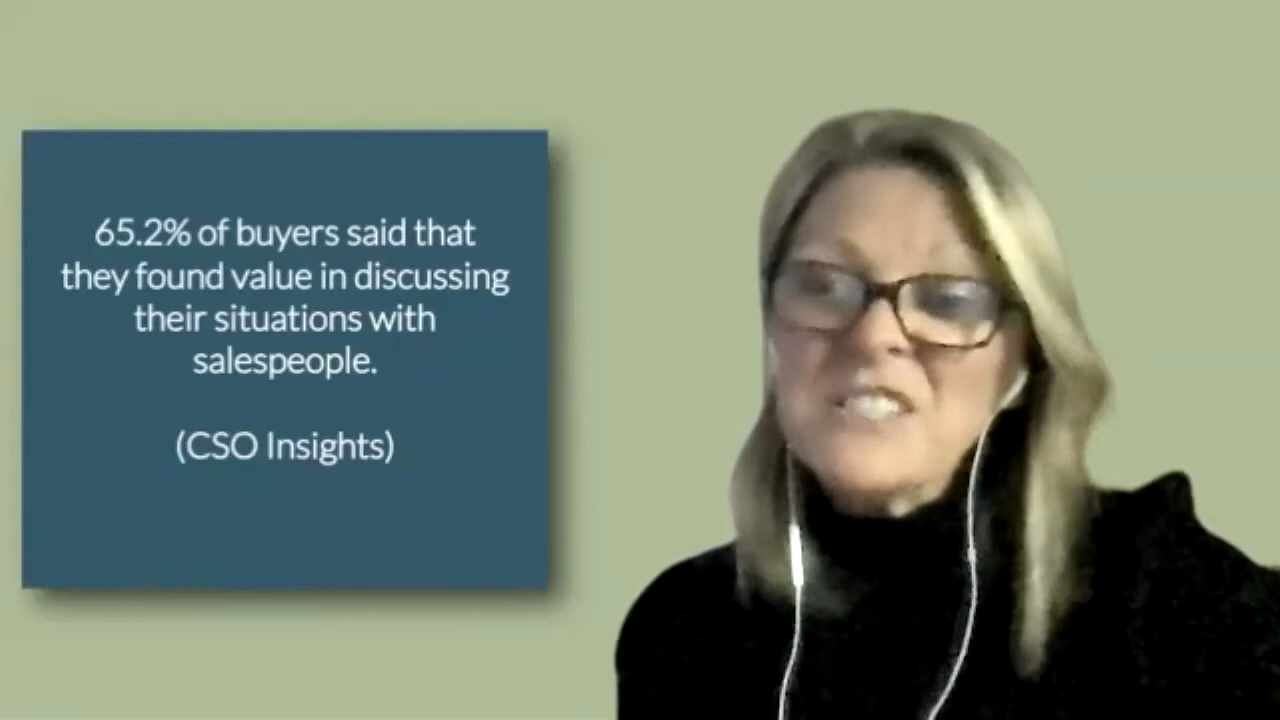 65.2% of buyers said that
they found value in discussing
their situations with
salespeople.
(CSO Insights)